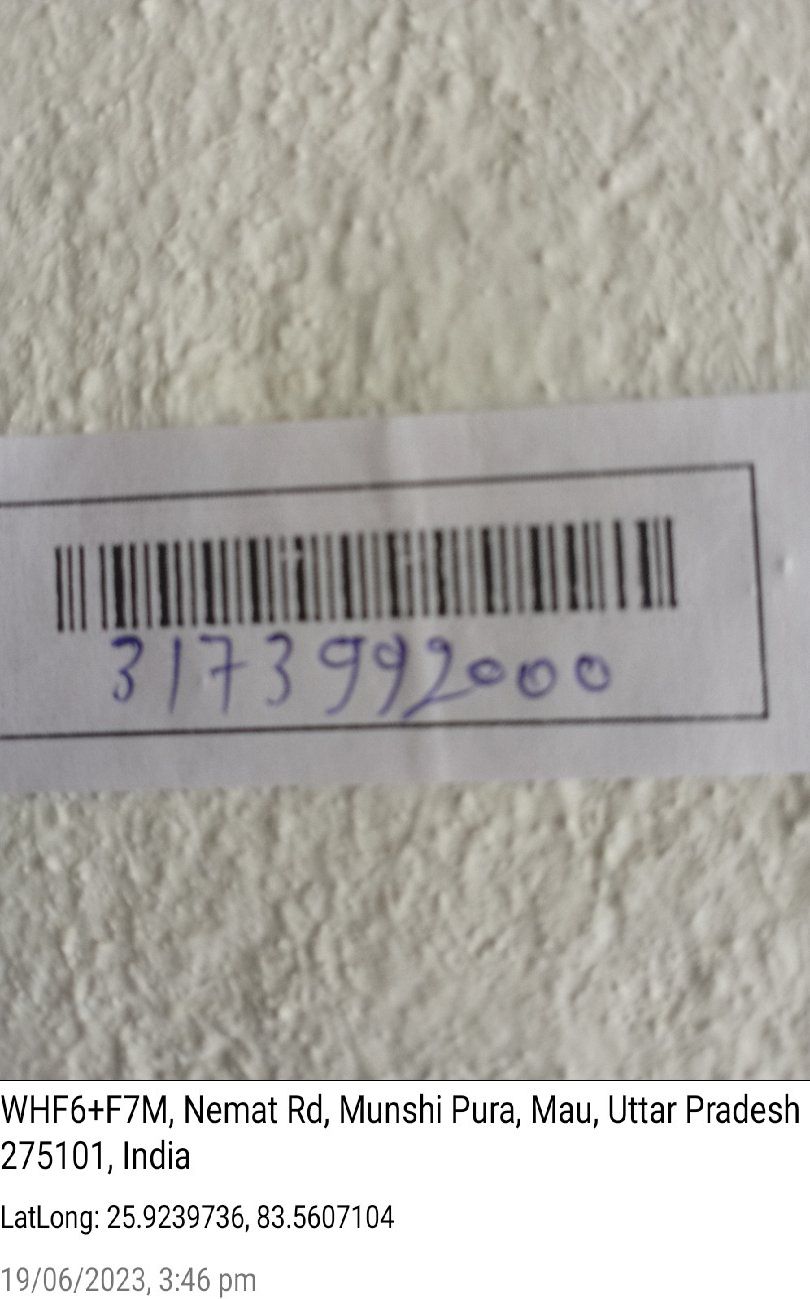 3173992000
WHF6+F7M, Nemat Rd, Munshi Pura, Mau, Uttar Pradesh
275101, India
LatLong: 25.9239736, 83.5607104
19/06/2023, 3:46 pm